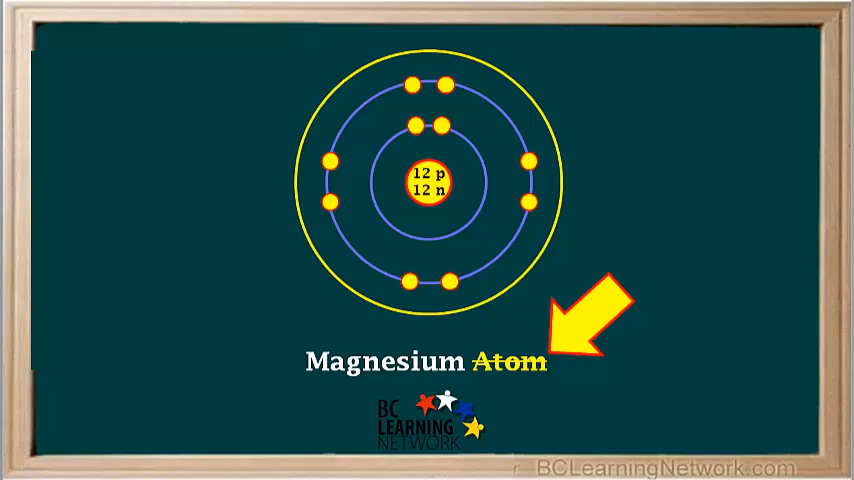 12 p
12 n
Magnesium Atom
BC
LEARNING
NETWORK
BCLearningNetwork.com